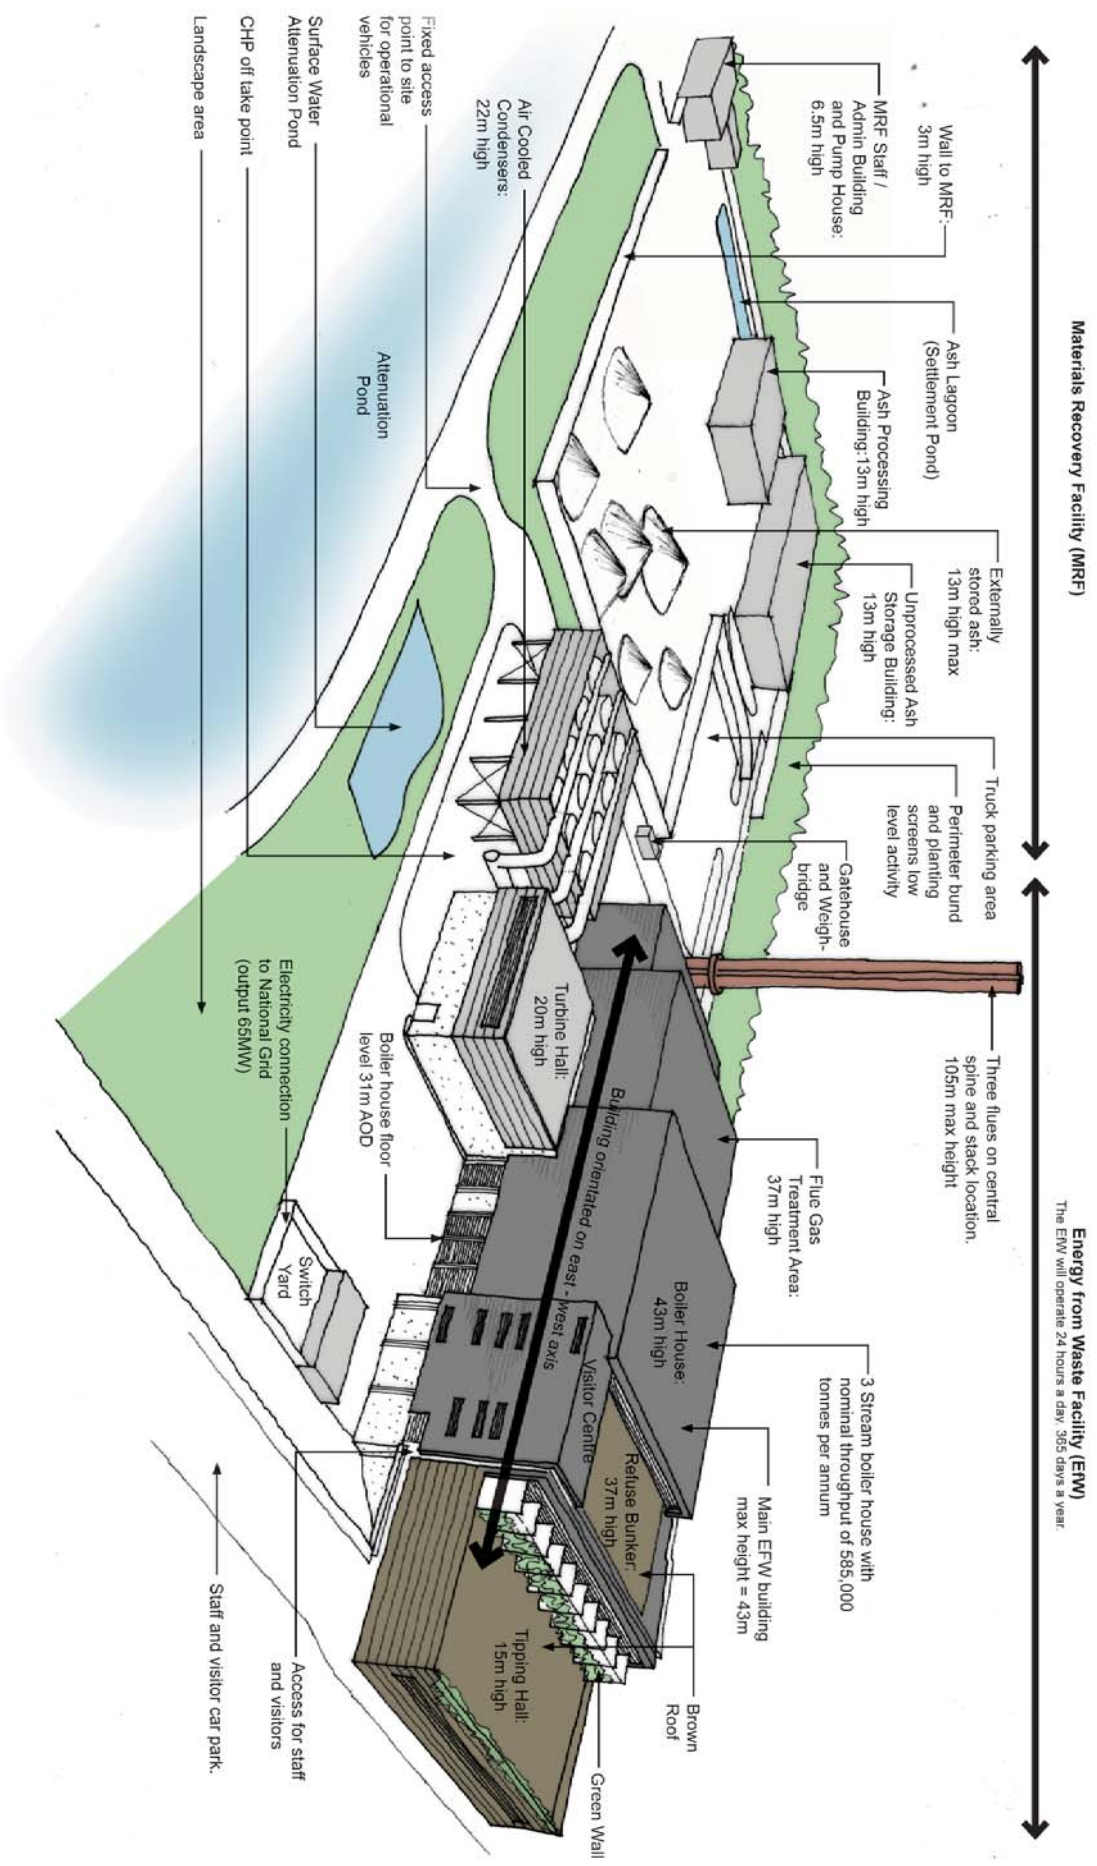 Materials Recovery Facility (MRF)
Energy from Waste Facility (EfW)
The EfW will operate 24 hours a day, 365 days a year.
Wall to MRF:
3m high
MRF Staff /
Admin Building
and Pump House:
6.5m high
Ash Lagoon
(Settlement Pond)
Ash Processing
Building:13m high
Externally
stored ash:
13m high max
Unprocessed Ash
Storage Building:
13m high
Truck parking area
Perimeter bund
and planting
screens low
level activity
Gatehouse
and Weigh-
bridge
Three flues on central
spine and stack location.
105m max height
Flue Gas
Treatment Area:
37m high
3 Stream boiler house with
nominal throughput of 585,000
tonnes per annum
Main EFW building
max height = 43m
Brown
Roof
Green Wall
Boiler House:
43m high
Refuse Bunker:
37m high
Tipping Hall:
15m high
Visitor Centre
Building orientated on east - west axis
Turbine Hall:
20m high
Air Cooled
Condensers:
22m high
Fixed access
point to site
for operational
vehicles
Attenuation
Pond
Surface Water
Attenuation Pond
CHP off take point
Landscape area
Boiler house floor
level 31m AOD
Electricity connection
to National Grid
(output 65MW)
Switch
Yard
Access for staff
and visitors
Staff and visitor car park.